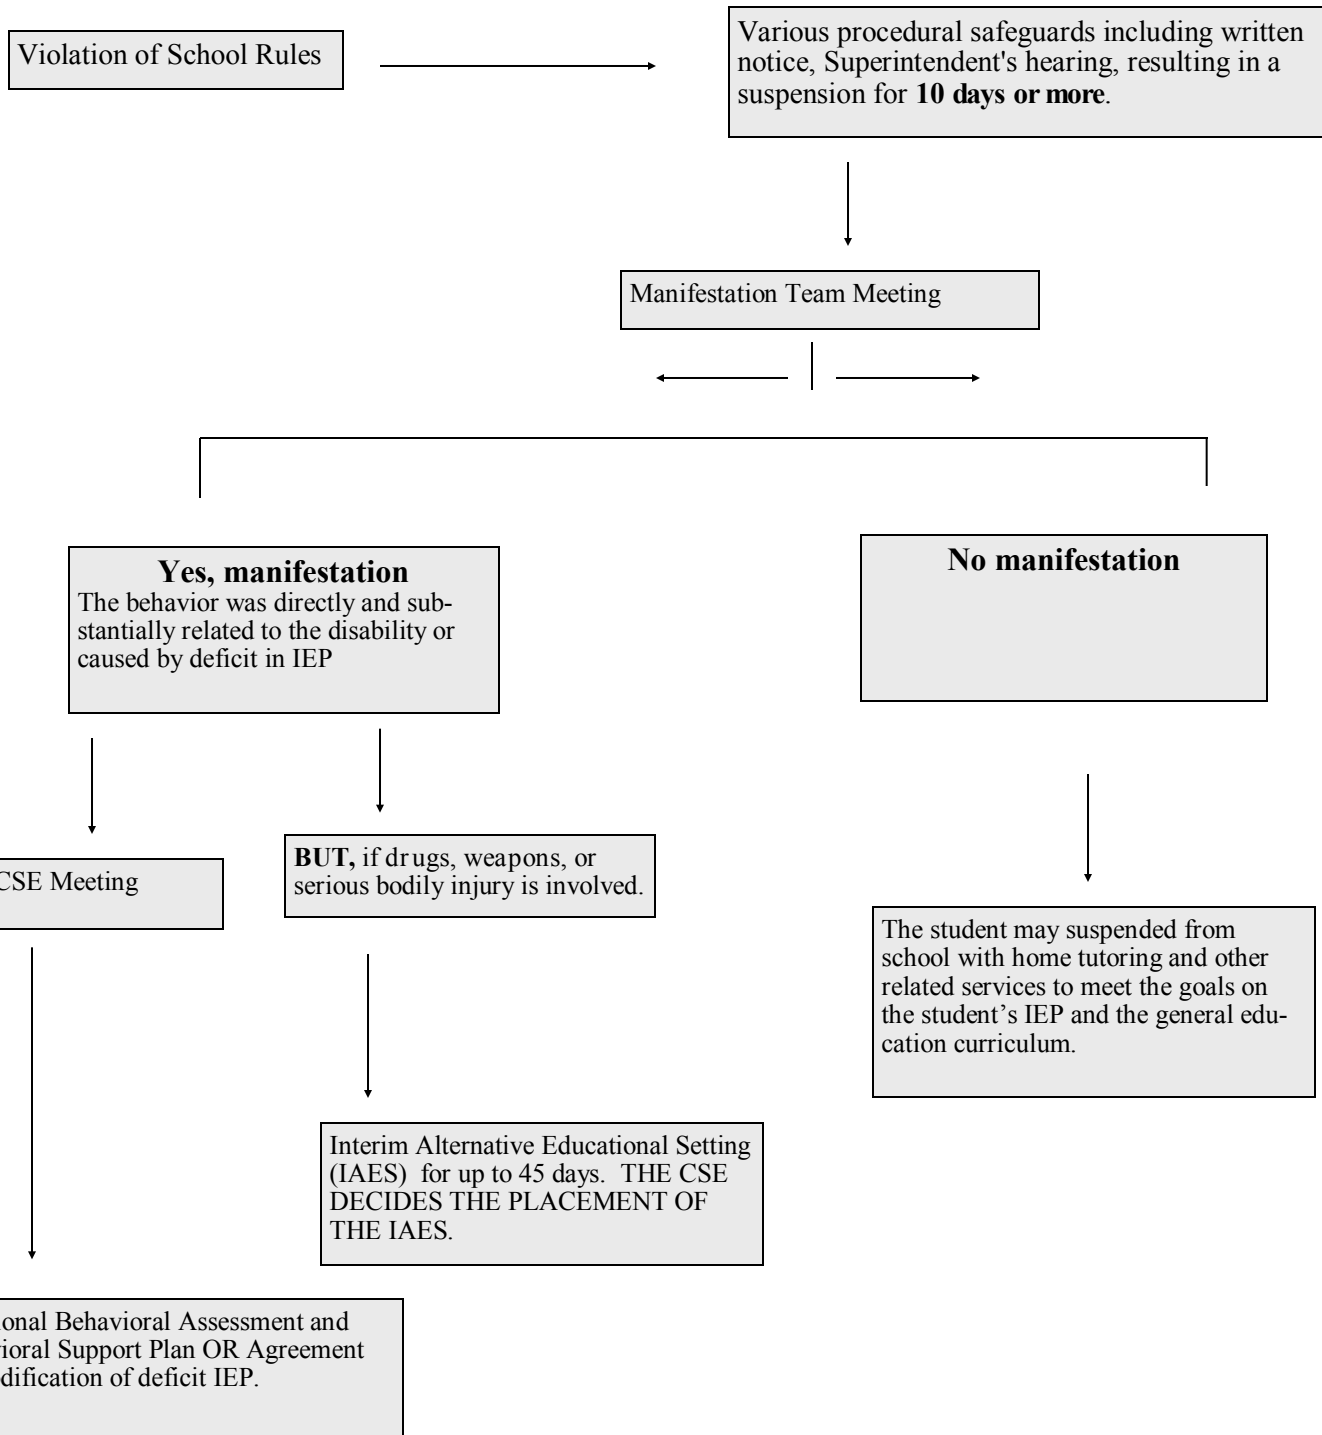 Violation of School Rules
Various procedural safeguards including written
notice, Superintendent's hearing, resulting in a
suspension for 10 days or more.
Manifestation Team Meeting
Yes, manifestation
The behavior was directly and sub-
stantially related to the disability or
caused by deficit in IEP
No manifestation
CSE Meeting
BUT, if drugs, weapons, or
serious bodily injury is involved.
The student may suspended from
school with home tutoring and other
related services to meet the goals on
the student’s IEP and the general edu-
cation curriculum.
Interim Alternative Educational Setting
(IAES) for up to 45 days. THE CSE
DECIDES THE PLACEMENT OF
THE IAES.
Behavioral Assessment and
Support Plan OR Agreement
of deficit IEP.